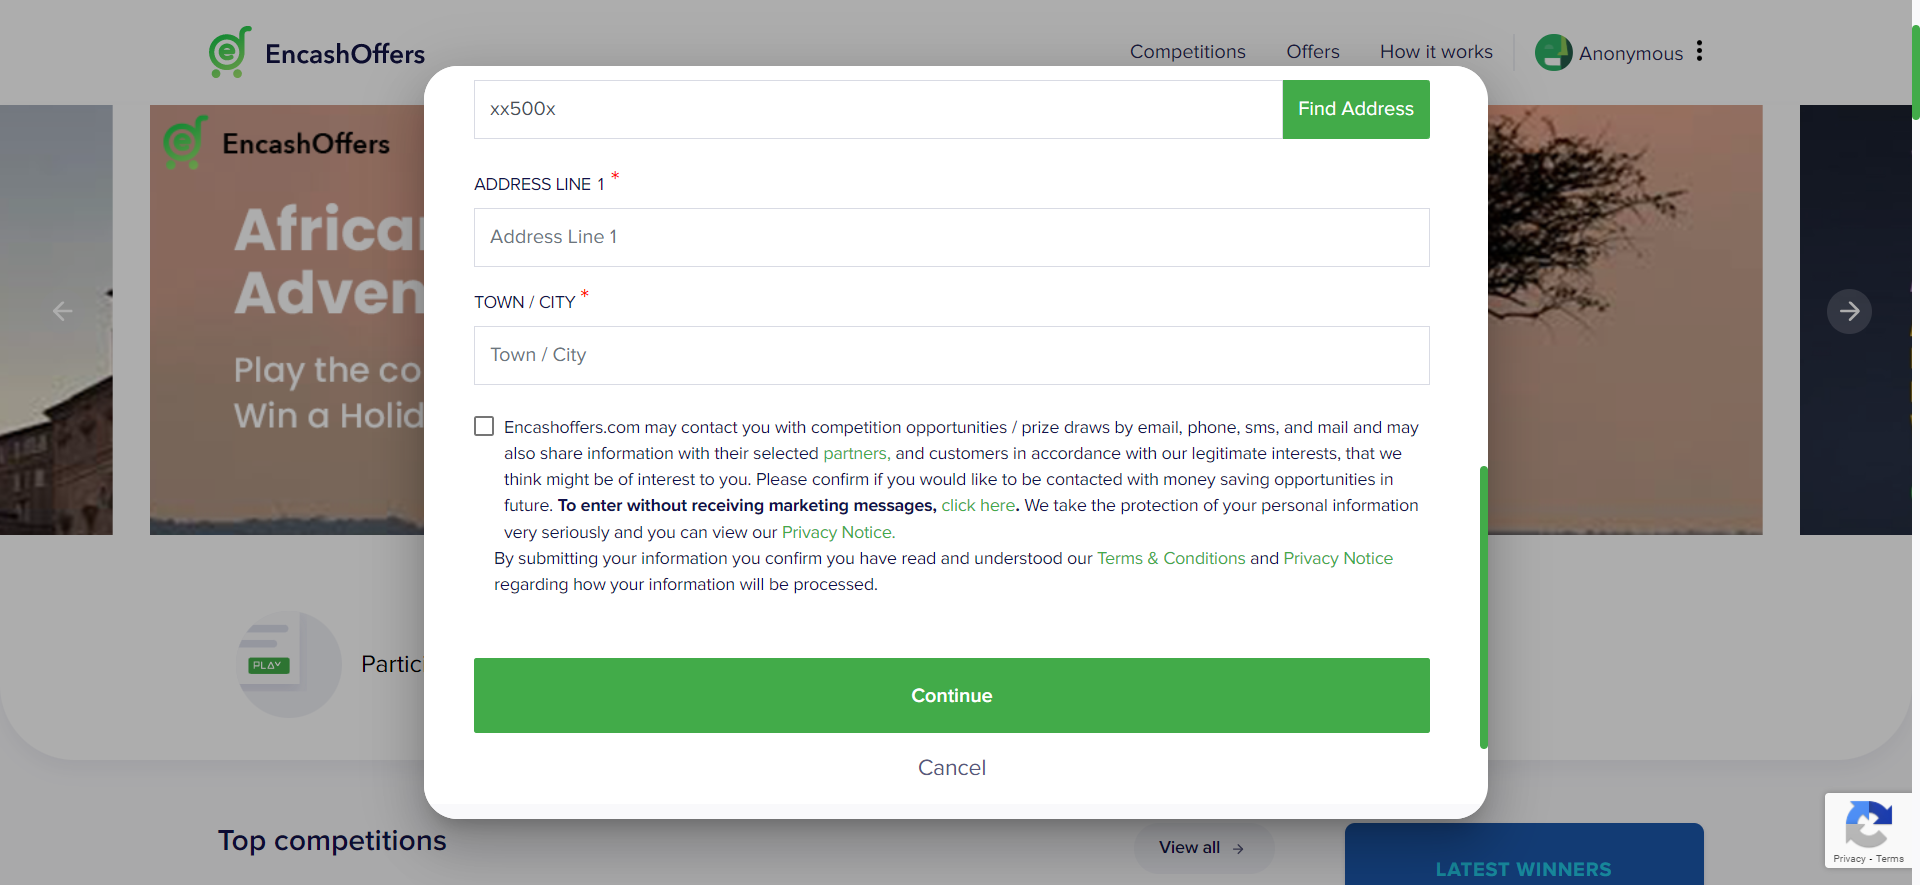 EncashOffers
Competitions
Offers
How it works
Anonymous
EncashOffers
Play the co
Win a Holid
xx500x
Find Address
ADDRESS LINE 1 *
Address Line 1
TOWN / CITY *
Town / City
Encashoffers.com may contact you with competition opportunities / prize draws by email, phone, sms, and mail and may
also share information with their selected partners, and customers in accordance with our legitimate interests, that we
think might be of interest to you. Please confirm if you would like to be contacted with money saving opportunities in
future. To enter without receiving marketing messages, click here. We take the protection of your personal information
very seriously and you can view our Privacy Notice.
By submitting your information you confirm you have read and understood our Terms & Conditions and Privacy Notice
regarding how your information will be processed.
PLAY
Partic
Continue
Cancel
Top competitions
View all
LATEST WINNERS
Privacy - Terms